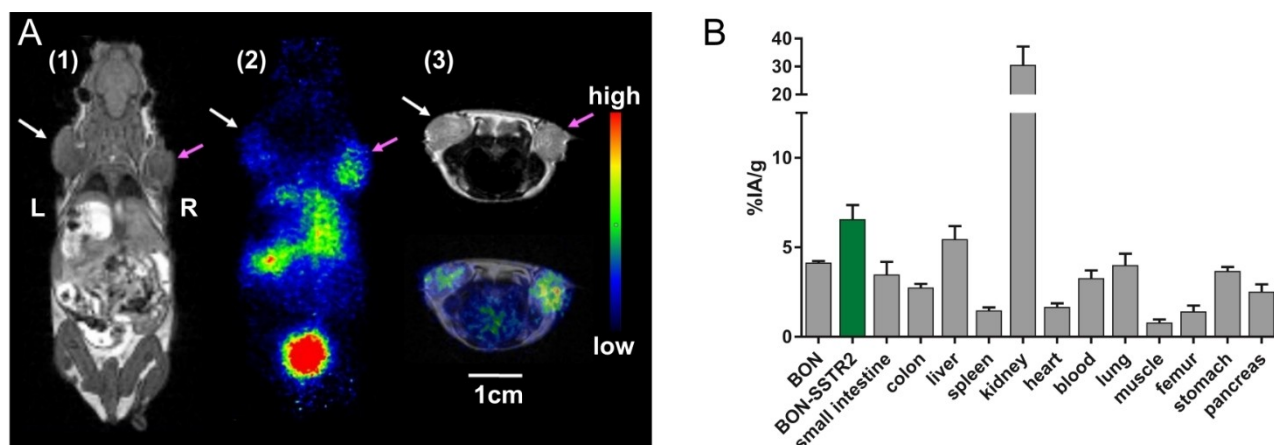 A
(1)
(2)
(3)
high
low
L
R
1cm
B
40
30
20
10
5
0
%IA/g
BON
BON-SSTR2
small intestine
colon
liver
spleen
kidney
heart
blood
lung
muscle
femur
stomach
pancreas